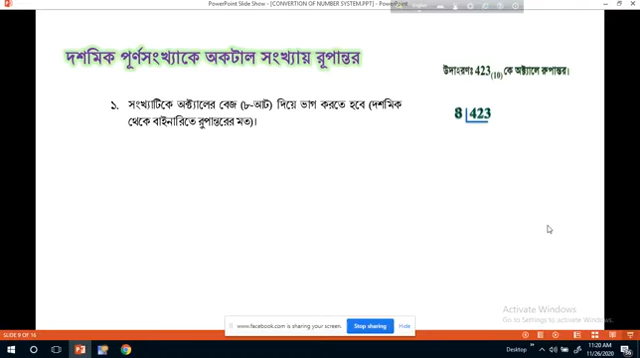 PowerPoint Slide Show - [CONVERTION OF NUMBER SYSTEM.PPT] - PowerPoint
দশমিক পূর্ণসংখ্যাকে অকটাল সংখ্যায় রূপান্তর
উদাহরণঃ 423(10) কে অক্ট্যালে রুপান্তর।
১. সংখ্যাটিকে অক্ট্যালের বেজ (৮-আট) দিয়ে ভাগ করতে হবে (দশমিক
থেকে বাইনারিতে রুপান্তরের মত)।
8 423
Activate Windows
Go to Settings to activate Windows.
www.facebook.com is sharing your screen.
Stop sharing
Hide
SLIDE 9 OF 16
Desktop
11:20 AM
11/26/2020